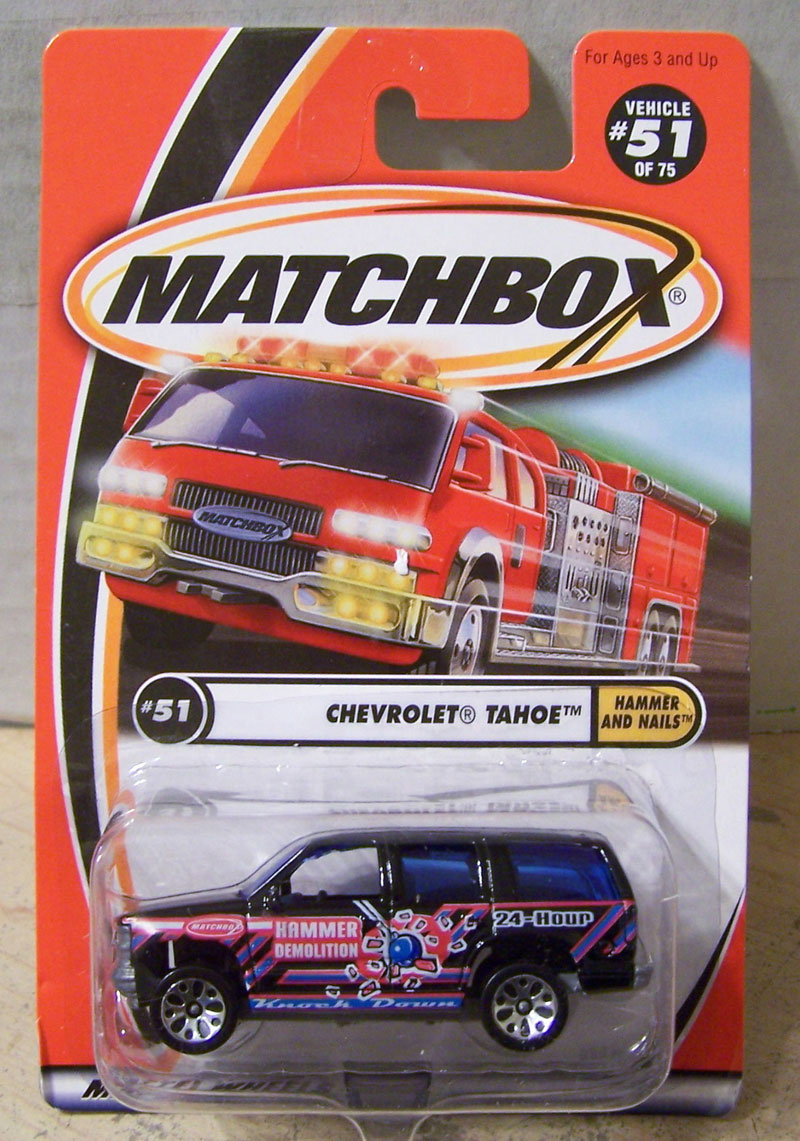 For Ages 3 and Up
VEHICLE
#51
OF 75
MATCHBOX®
MATCHBOX
#51
CHEVROLET® TAHOE™
HAMMER
AND NAILS™
MATCHBOX
HAMMER
DEMOLITION
24-Hour
Knock Down
WHEELS